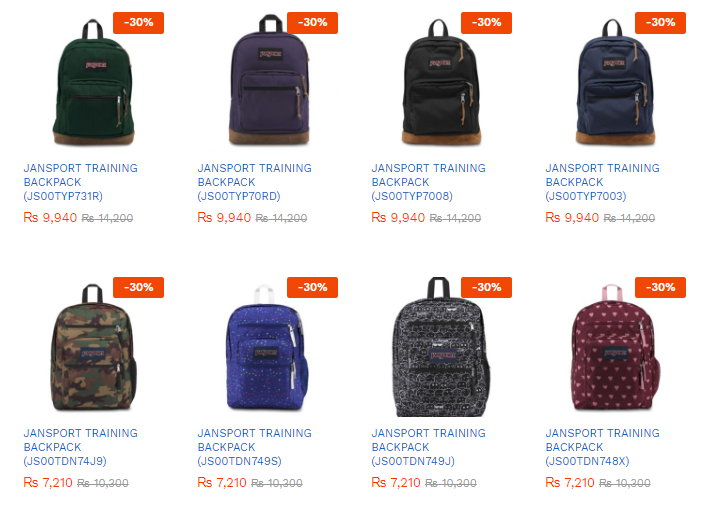 -30% -30% -30% -30%
JANSPORT TRAINING BACKPACK (JS00TYP731R)
Rs 9,940 Rs 14,200
JANSPORT TRAINING BACKPACK (JS00TYP70RD)
Rs 9,940 Rs 14,200
JANSPORT TRAINING BACKPACK (JS00TYP7008)
Rs 9,940 Rs 14,200
JANSPORT TRAINING BACKPACK (JS00TYP7003)
Rs 9,940 Rs 14,200
-30% -30% -30% -30%
JANSPORT TRAINING BACKPACK (JS00TDN74J9)
Rs 7,210 Rs 10,300
JANSPORT TRAINING BACKPACK (JS00TDN749S)
Rs 7,210 Rs 10,300
JANSPORT TRAINING BACKPACK (JS00TDN749J)
Rs 7,210 Rs 10,300
JANSPORT TRAINING BACKPACK (JS00TDN748X)
Rs 7,210 Rs 10,300